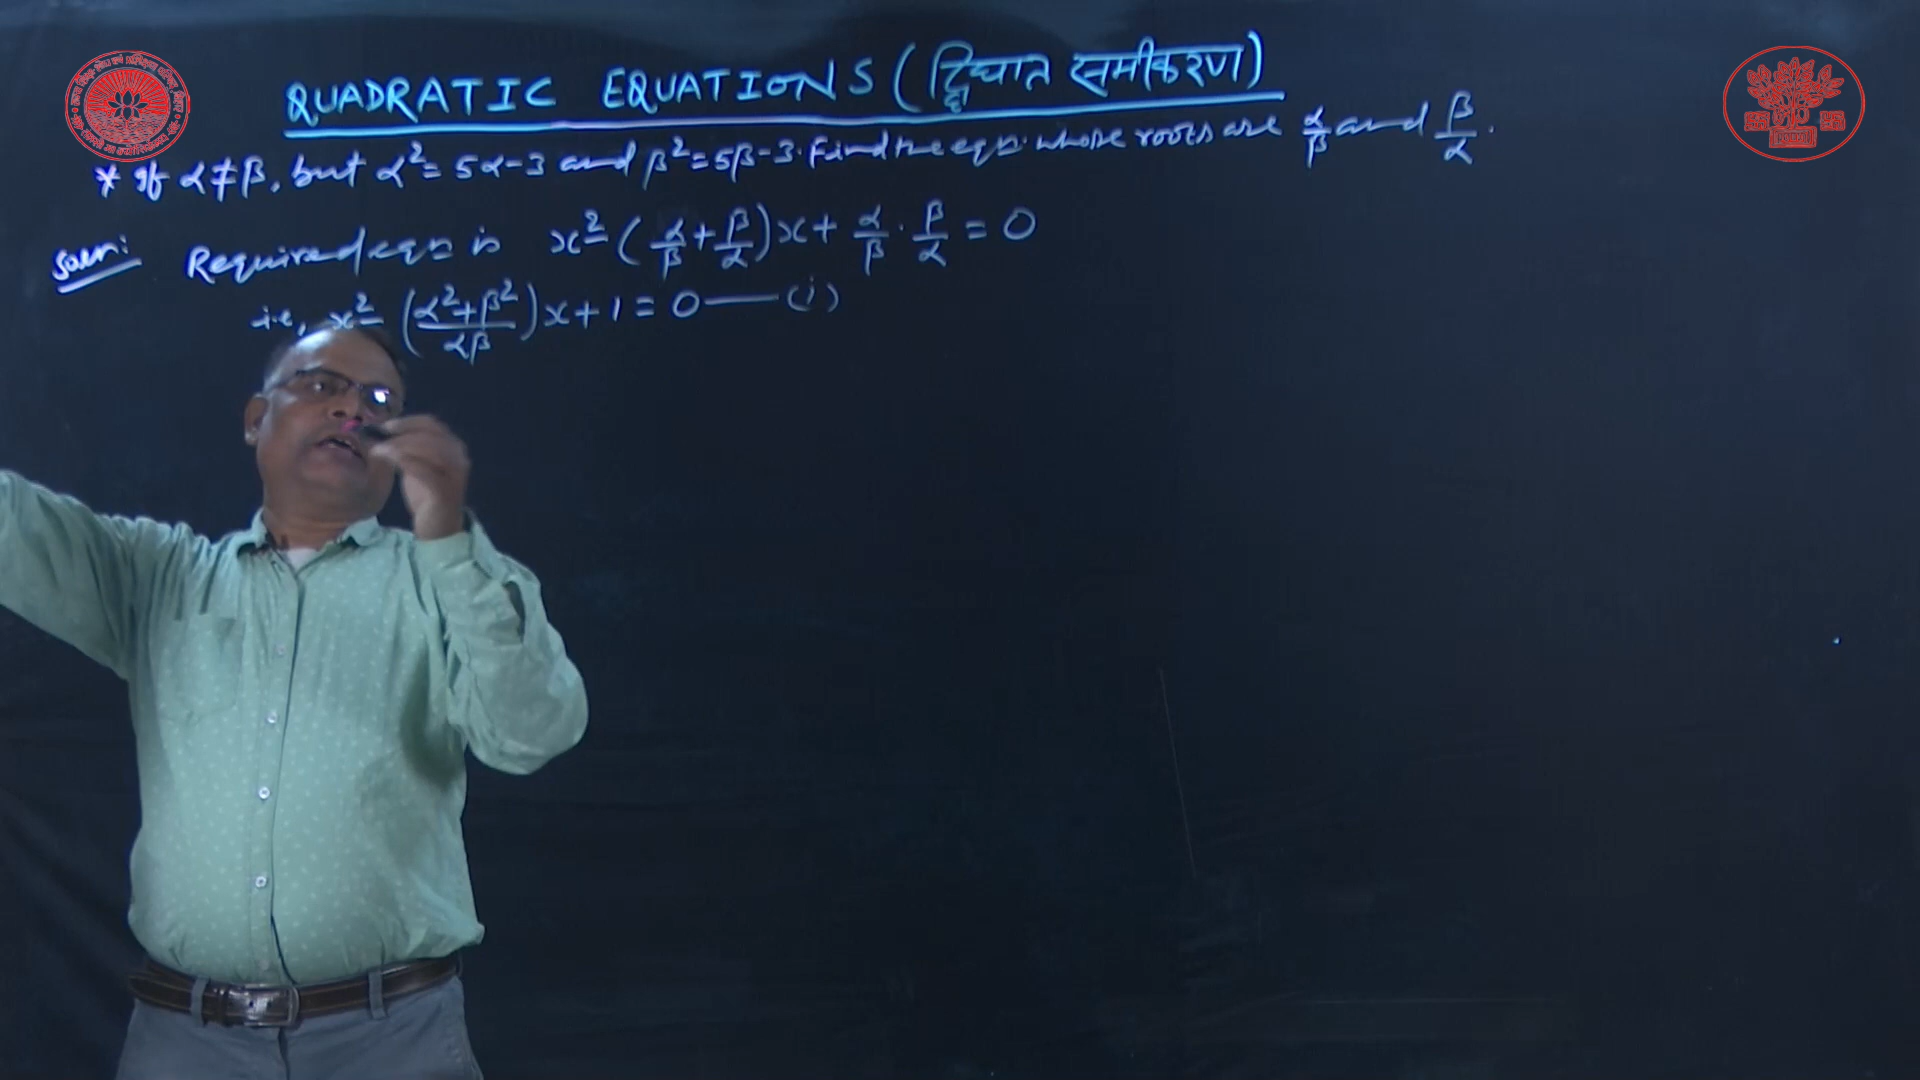 QUADRATIC EQUATIONS (द्विघात समीकरण)
* If α ≠ β, but α² = 5α - 3 and β² = 5β - 3. Find the eqn. whose roots are α/β and β/α.
Soln: Required eqn is x² - (α/β + β/α)x + α/β · β/α = 0
i.e, x² - (α² + β² / αβ)x + 1 = 0 — (i)